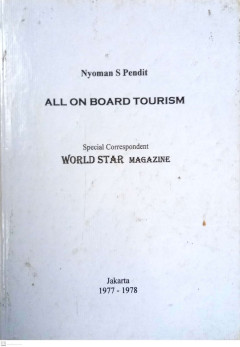 Nyoman S Pendit
ALL ON BOARD TOURISM
Special Correspondent
WORLD STAR MAGAZINE
Jakarta
1977 - 1978